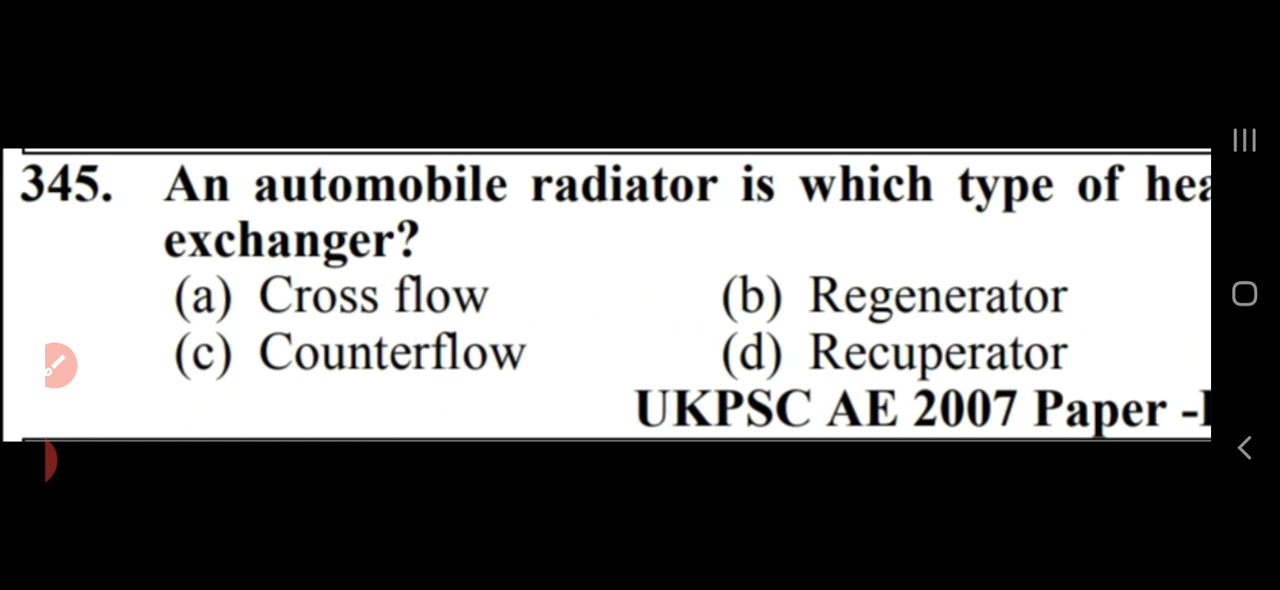 345. An automobile radiator is which type of
exchanger?
(a) Cross flow (b) Regenerator
(c) Counterflow (d) Recuperator
UKPSC AE 2007 Paper -